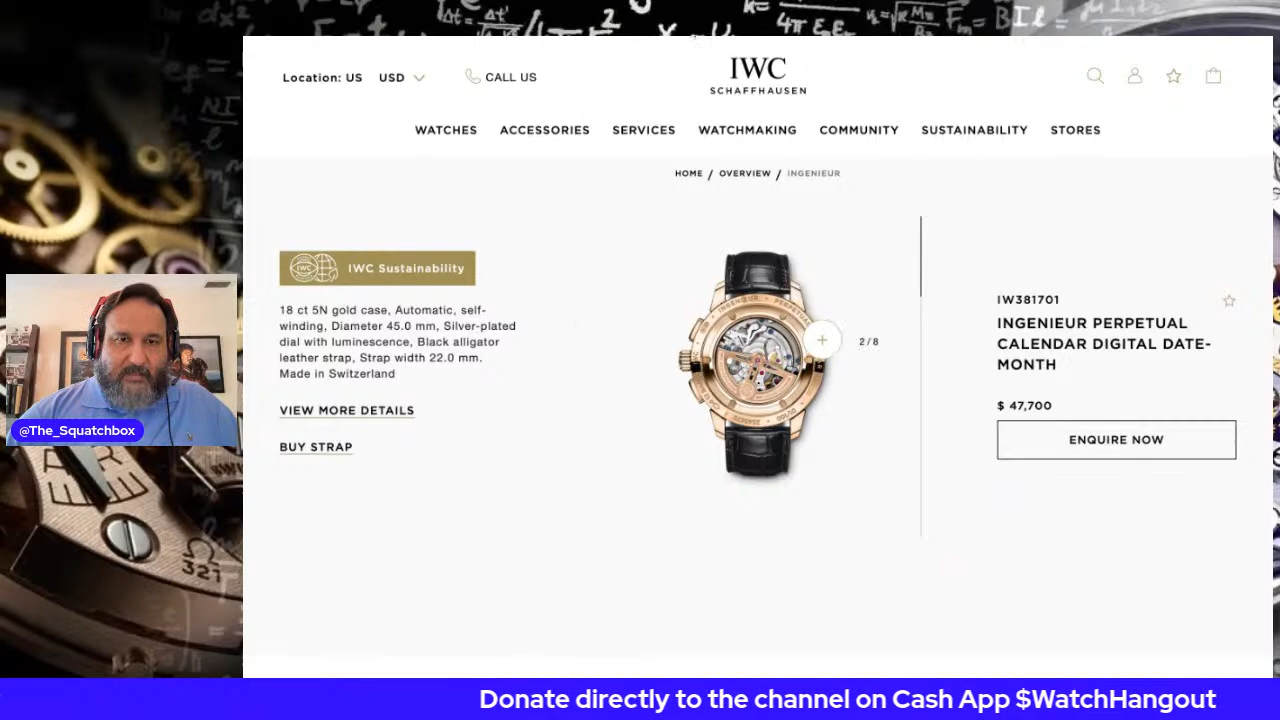 Location: US
USD
CALL US
IWC
SCHAFFHAUSEN
WATCHES
ACCESSORIES
SERVICES
WATCHMAKING
COMMUNITY
SUSTAINABILITY
STORES
HOME / OVERVIEW / INGENIEUR
IWC Sustainability
18 ct 5N gold case, Automatic, self-
winding, Diameter 45.0 mm, Silver-plated
dial with luminescence, Black alligator
leather strap, Strap width 22.0 mm.
Made in Switzerland
VIEW MORE DETAILS
BUY STRAP
2/8
IW381701
INGENIEUR PERPETUAL
CALENDAR DIGITAL DATE-
MONTH
$ 47,700
ENQUIRE NOW
@The_Squatchbox
321
Donate directly to the channel on Cash App $WatchHangout